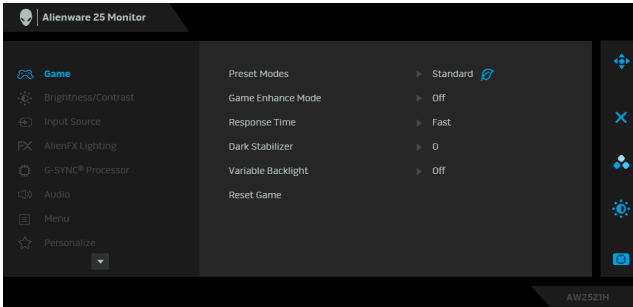 Alienware 25 Monitor
Game
Preset Modes Standard
Brightness/Contrast
Game Enhance Mode Off
Input Source
Response Time Fast
FX AlienFX Lighting
Dark Stabilizer 0
G-SYNC® Processor
Variable Backlight Off
Audio
Reset Game
Menu
Personalize
AW2521H